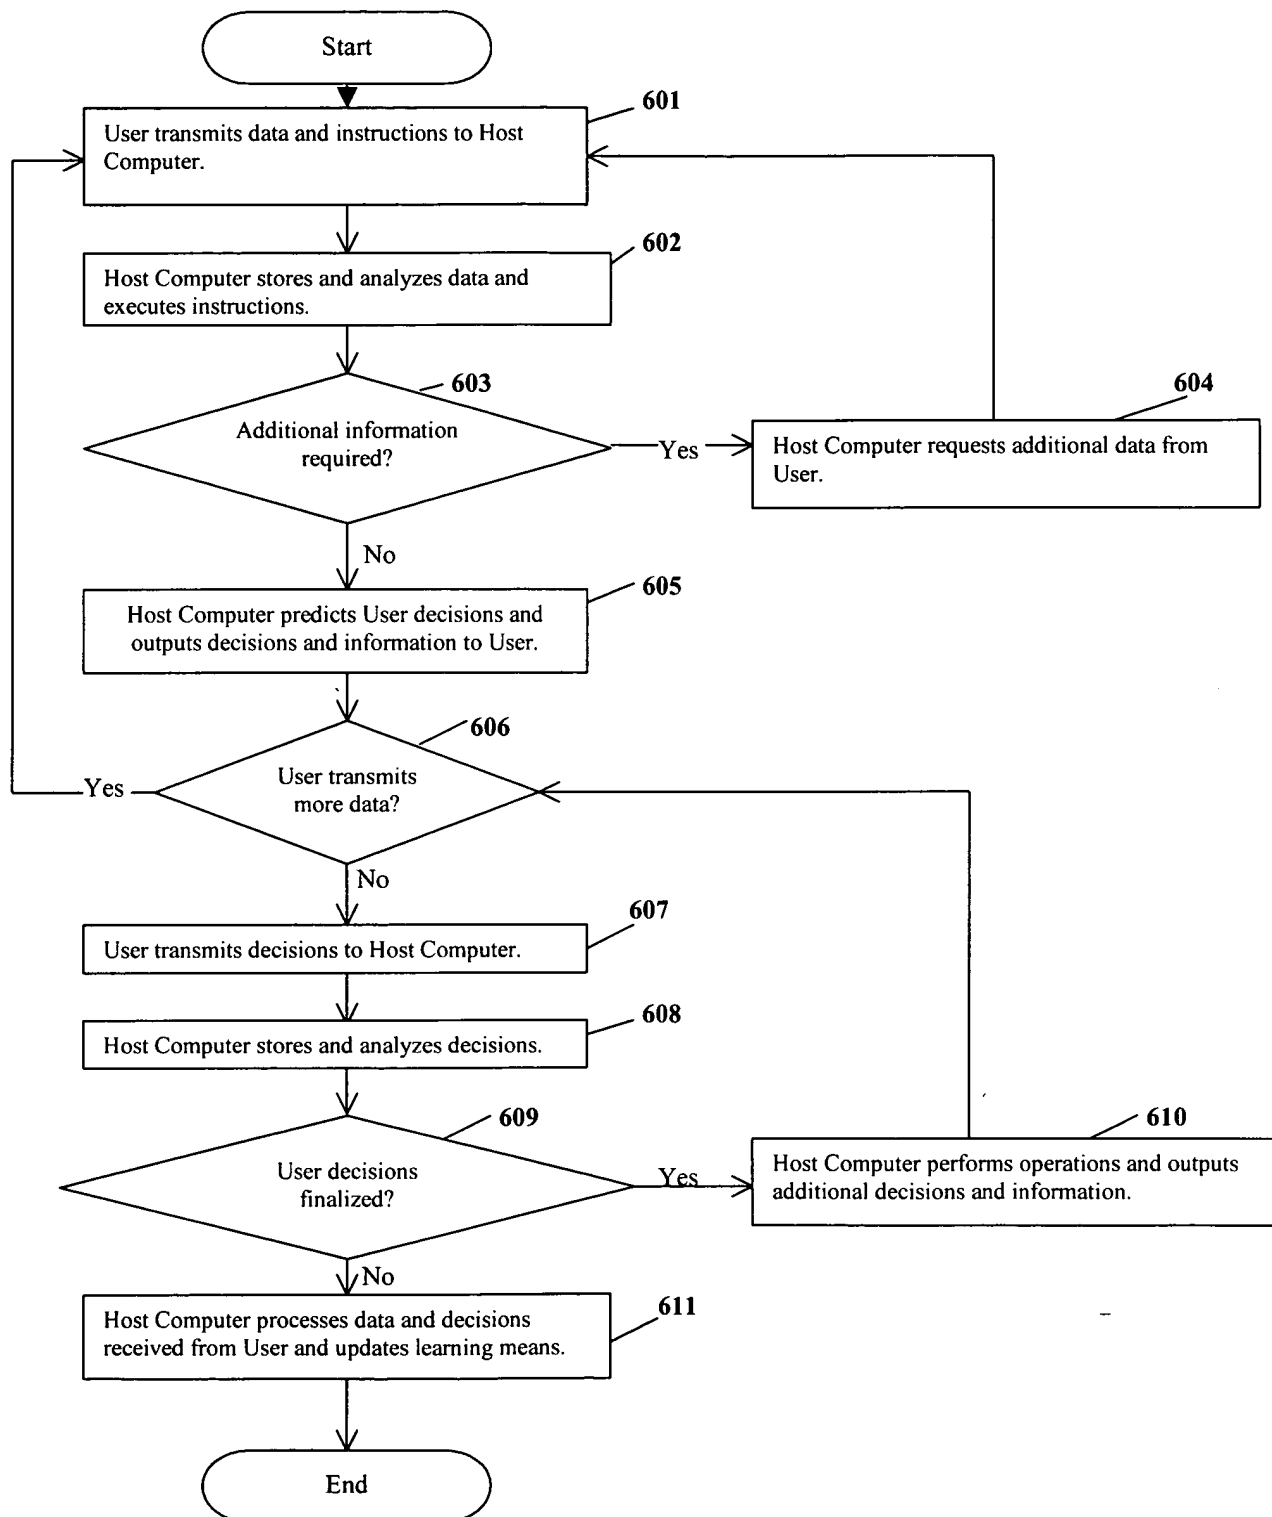 Start
601
User transmits data and instructions to Host
Computer.
602
Host Computer stores and analyzes data and
executes instructions.
603
Additional information
required?
Yes
604
Host Computer requests additional data from
User.
No
605
Host Computer predicts User decisions and
outputs decisions and information to User.
606
User transmits
more data?
Yes
No
607
User transmits decisions to Host Computer.
608
Host Computer stores and analyzes decisions.
609
User decisions
finalized?
Yes
610
Host Computer performs operations and outputs
additional decisions and information.
No
611
Host Computer processes data and decisions
received from User and updates learning means.
End